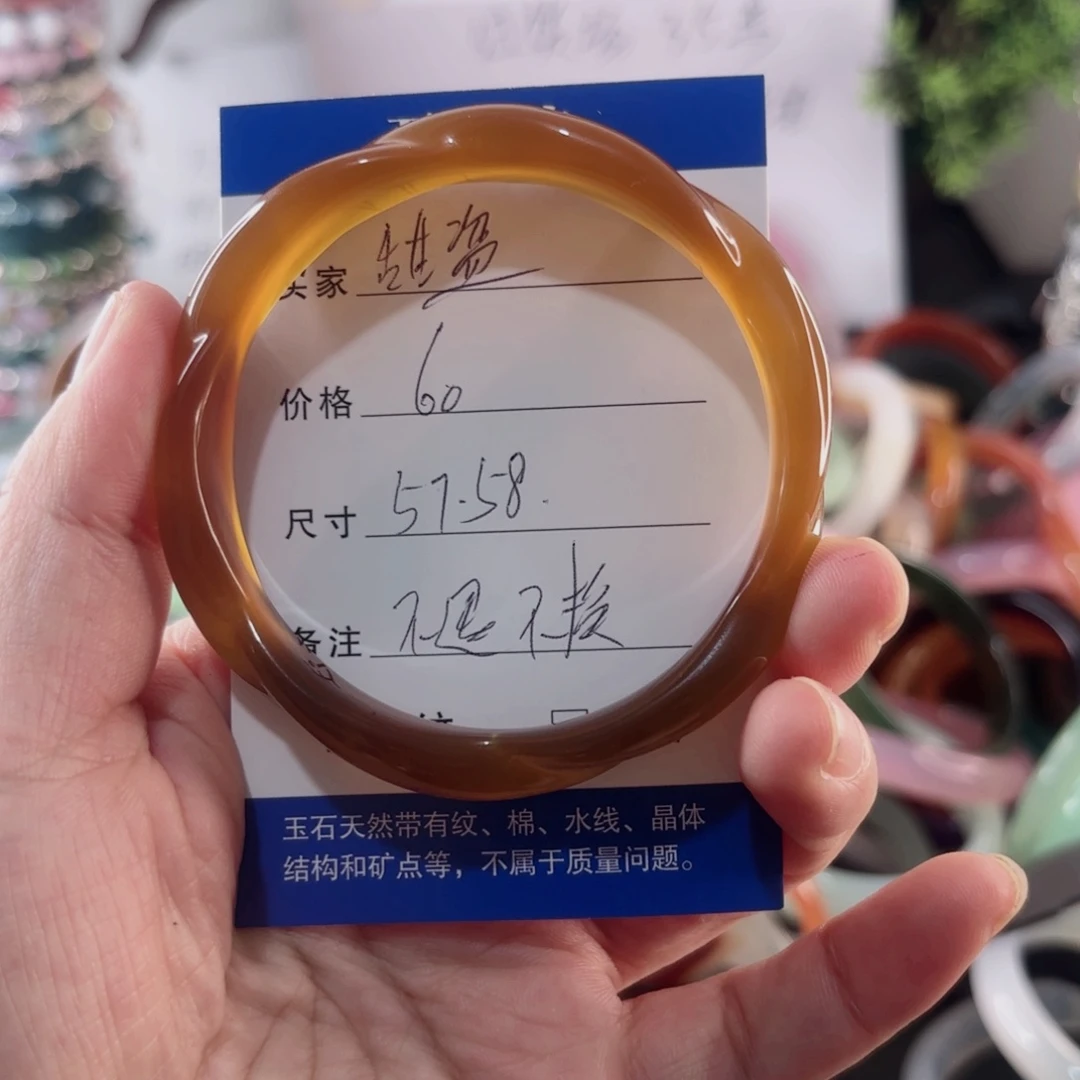 买家
价格 60
尺寸 57.58.
备注 不退不换
玉石天然带有纹、棉、水线、晶体
结构和矿点等，不属于质量问题。